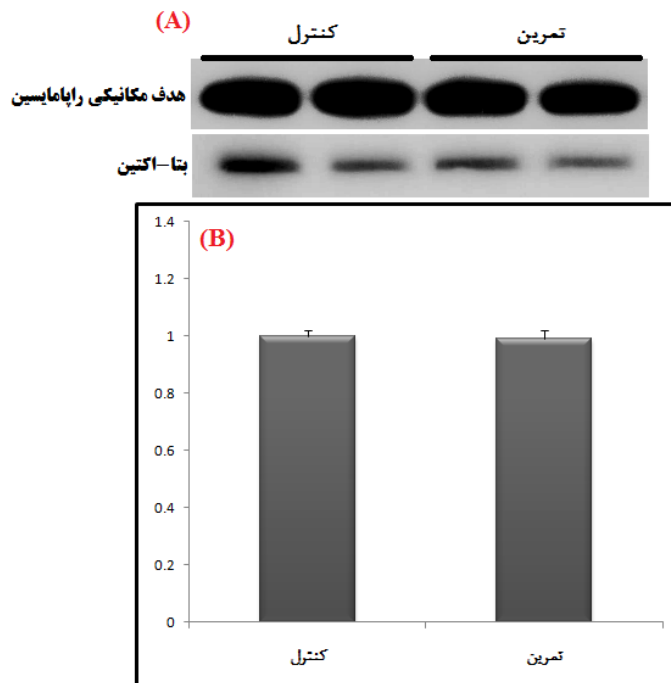 (A)
کنترل
تمرین
هدف مکانیکی راپامایسین
بتا-اکتین
(B)
1.4
1.2
1
0.8
0.6
0.4
0.2
0
کنترل
تمرین